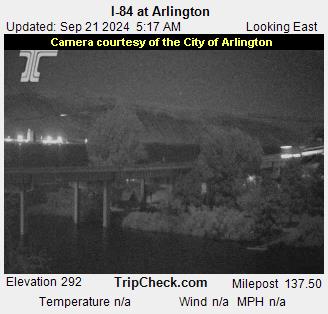 I-84 at Arlington
Updated: Sep 21 2024 5:17 AM Looking East
Camera courtesy of the City of Arlington
Elevation 292 TripCheck.com Milepost 137.50
Temperature n/a Wind n/a MPH n/a